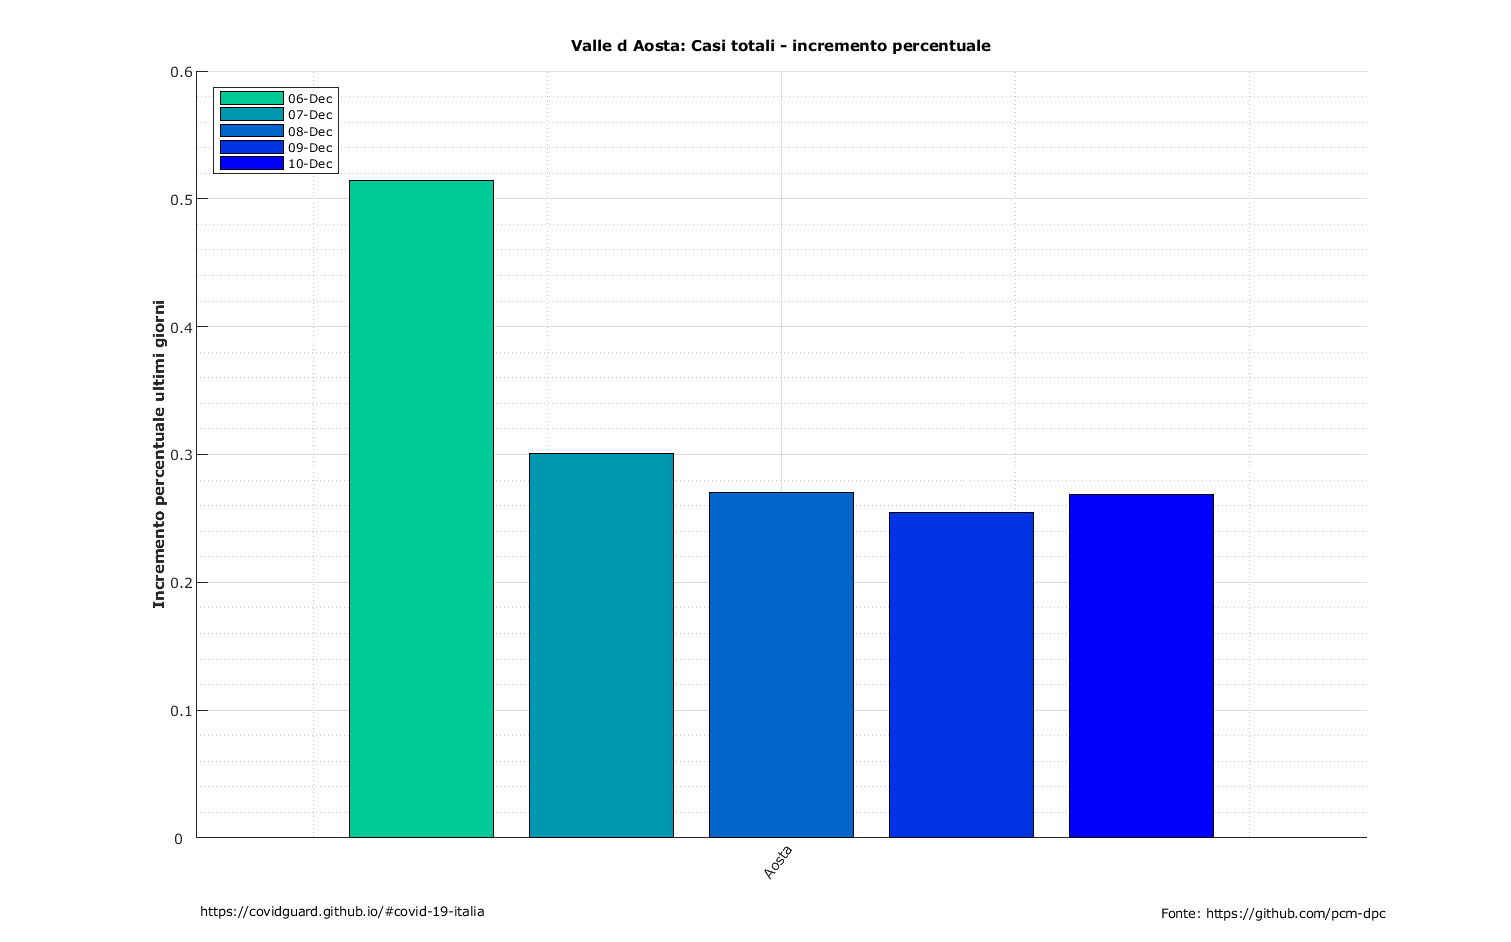 Valle d Aosta: Casi totali - incremento percentuale
0.6
06-Dec
07-Dec
08-Dec
09-Dec
10-Dec
0.5
0.4
0.3
0.2
0.1
0
Incremento percentuale ultimi giorni
Aosta
https://covidguard.github.io/#covid-19-italia
Fonte: https://github.com/pcm-dpc